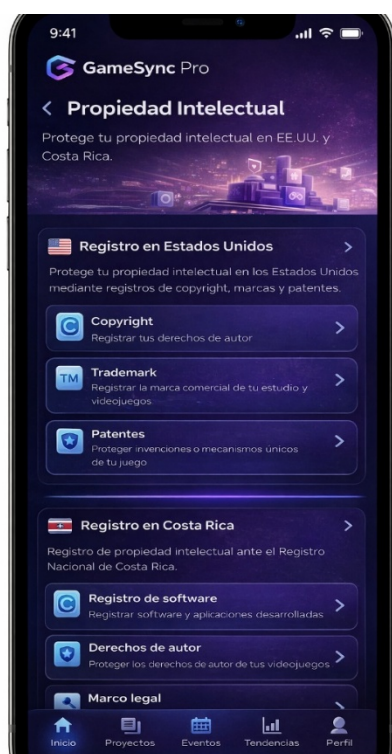 9:41
GameSync Pro
Propiedad Intelectual
Protege tu propiedad intelectual en EE.UU. y
Costa Rica.
Registro en Estados Unidos
Protege tu propiedad intelectual en los Estados Unidos
mediante registros de copyright, marcas y patentes.
C
Copyright
Registrar tus derechos de autor
TM
Trademark
Registrar la marca comercial de tu estudio y
videojuegos
Patentes
Proteger invenciones o mecanismos únicos
de tu juego
Registro en Costa Rica
Registro de propiedad intelectual ante el Registro
Nacional de Costa Rica.
C
Registro de software
Registrar software y aplicaciones desarrolladas
Derechos de autor
Proteger los derechos de autor de tus videojuegos
Marco legal
Inicio Proyectos Eventos Tendencias Perfil